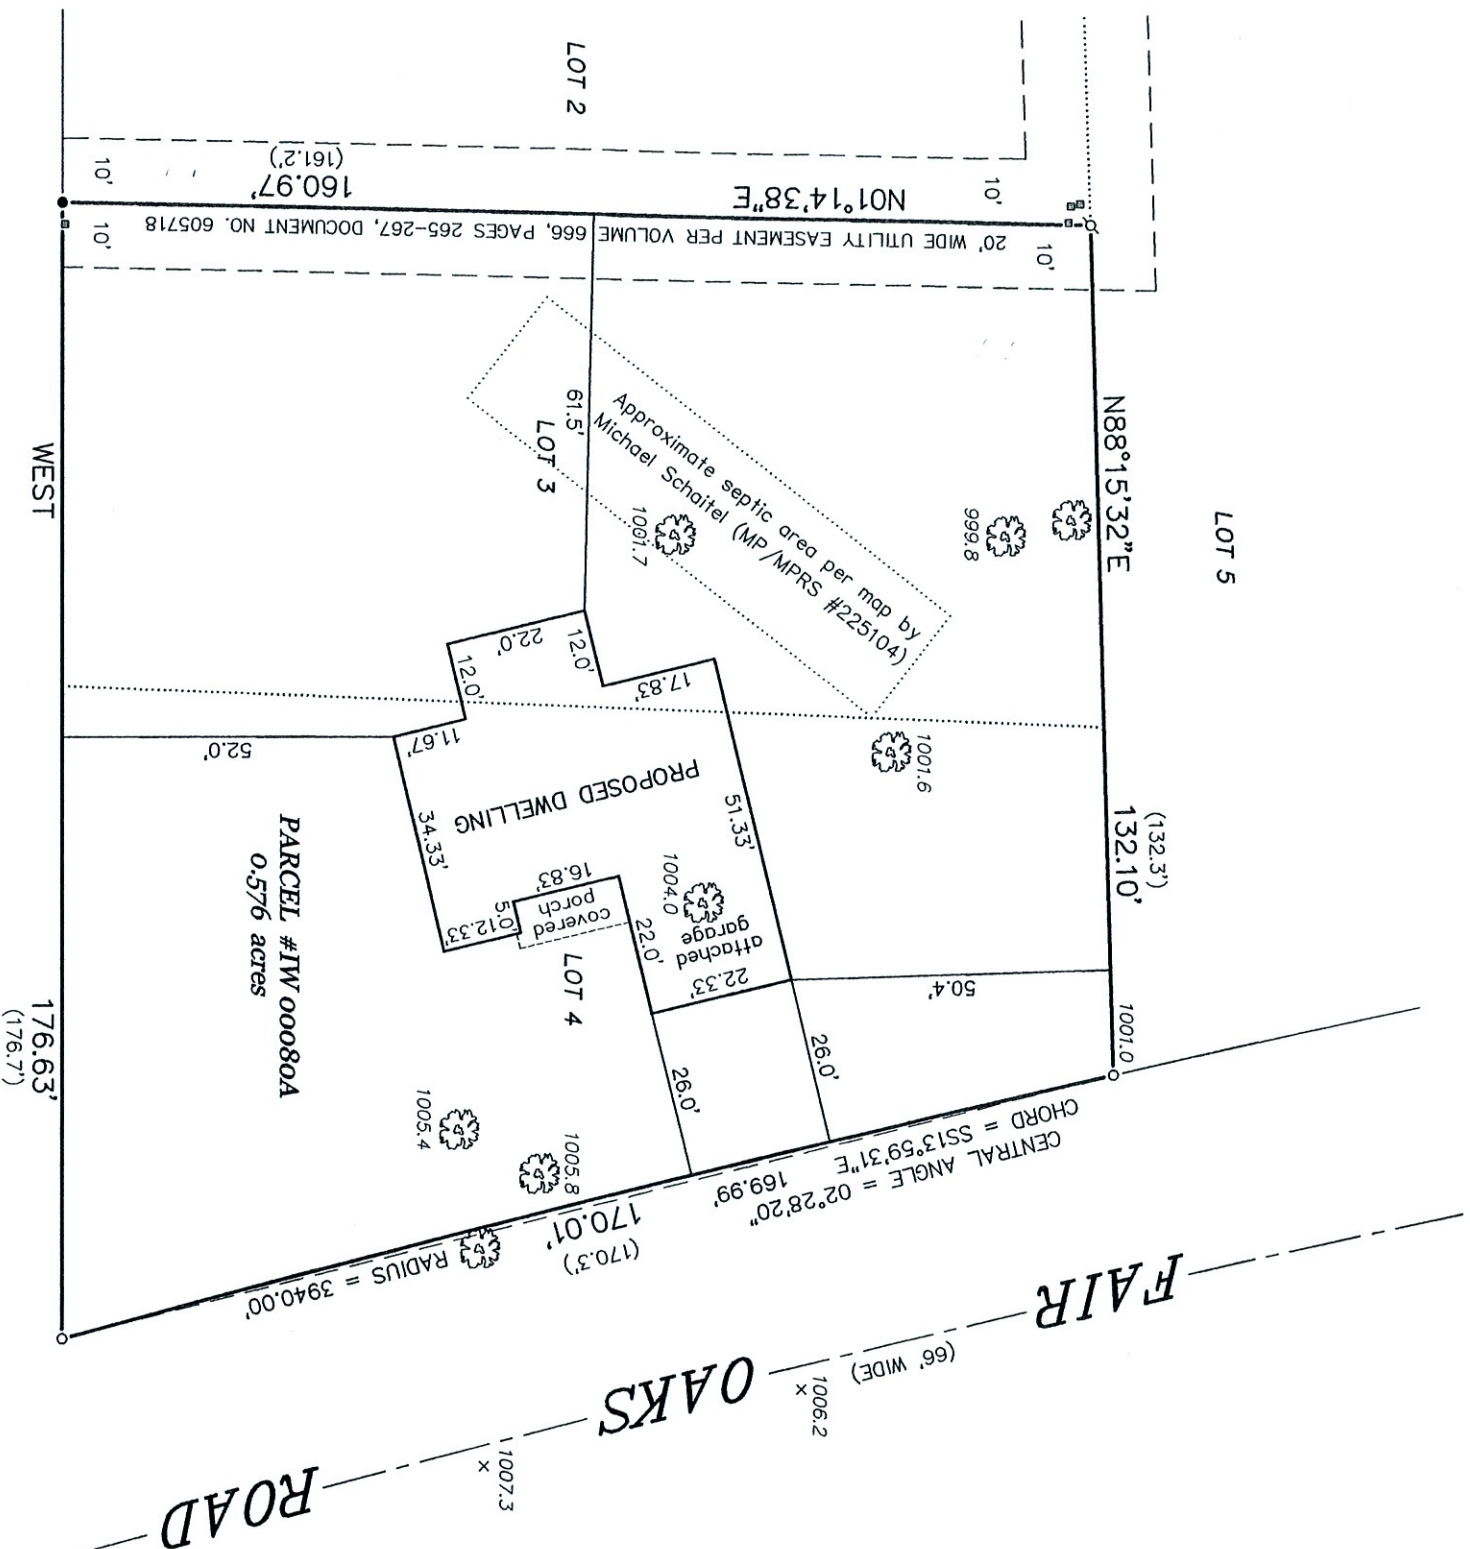 LOT 2
(161.2')
160.97'
N01°14'38"E
10'
10'
10'
10'
20' WIDE UTILITY EASEMENT PER VOLUME 666, PAGES 265-267, DOCUMENT NO. 605718
LOT 5
N88°15'32"E
(132.3')
132.10'
61.5'
LOT 3
Approximate septic area per map by
Michael Schaitel (MP/MPRS #225104)
1001.7
999.8
1001.6
WEST
176.63'
(176.7')
52.0'
22.0'
12.0'
12.0'
17.83'
11.67'
PROPOSED DWELLING
51.33'
34.33'
16.83'
5.0'
12.33'
covered
porch
22.0'
1004.0
attached
garage
22.33'
50.4'
LOT 4
PARCEL #IW 00080A
0.576 acres
26.0'
26.0'
1001.0
1005.4
1005.8
CHORD = SS13°59'31"E
169.99'
CENTRAL ANGLE = 02°28'20"
170.01'
(170.3')
RADIUS = 3940.00'
FAIR OAKS ROAD
(66' WIDE)
1006.2
x
1007.3
x